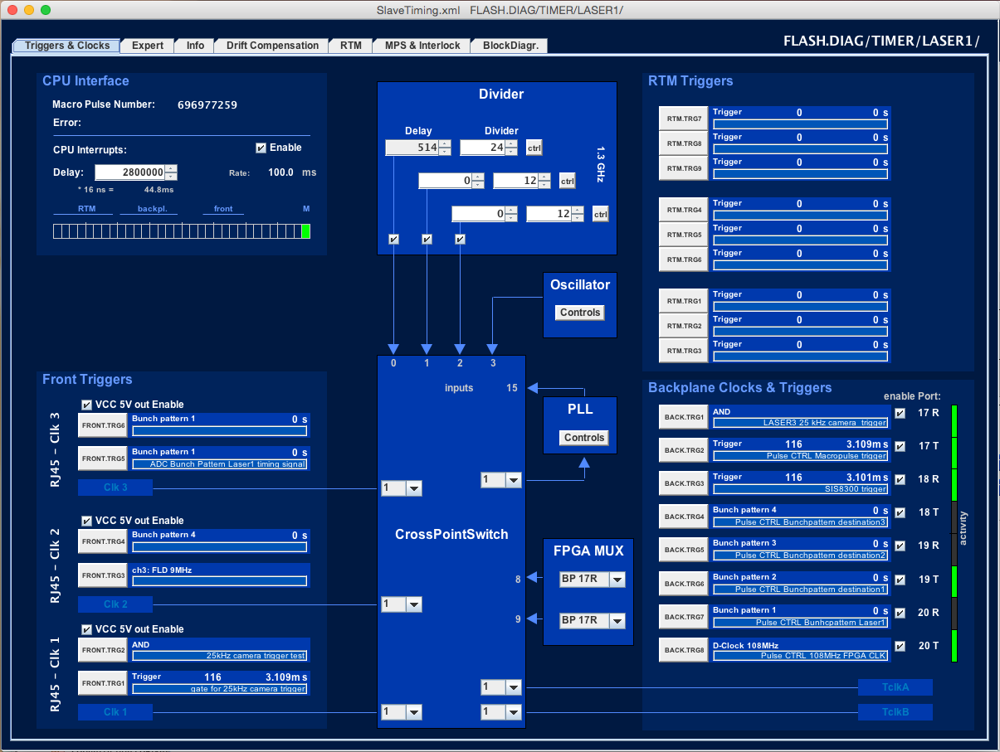 SlaveTiming.xml FLASH.DIAG/TIMER/LASER1/
Triggers & Clocks Expert Info Drift Compensation RTM MPS & Interlock BlockDiagr.
FLASH.DIAG/TIMER/LASER1/
CPU Interface
Macro Pulse Number: 696977259
Error:
CPU Interrupts: Enable
Delay: 2800000 Rate: 100.0 ms
* 16 ns = 44.8ms
RTM backpl. front M
Divider
Delay Divider
514 24 ctrl
0 12 ctrl
0 12 ctrl
1.3 GHz
Oscillator
Controls
0 1 2 3
inputs 15
PLL
Controls
1
1
CrossPointSwitch
FPGA MUX
8 BP 17R
9 BP 17R
1
1
1 1
RTM Triggers
RTM.TRG7 Trigger 0 0 s
RTM.TRG8 Trigger 0 0 s
RTM.TRG9 Trigger 0 0 s
RTM.TRG4 Trigger 0 0 s
RTM.TRG5 Trigger 0 0 s
RTM.TRG6 Trigger 0 0 s
RTM.TRG1 Trigger 0 0 s
RTM.TRG2 Trigger 0 0 s
RTM.TRG3 Trigger 0 0 s
Front Triggers
RJ45 - Clk 3
VCC 5V out Enable
FRONT.TRG6 Bunch pattern 1 0 s
FRONT.TRG5 Bunch pattern 1 0 s
ADC Bunch Pattern Laser1 timing signal
Clk 3
RJ45 - Clk 2
VCC 5V out Enable
FRONT.TRG4 Bunch pattern 4 0 s
FRONT.TRG3 ch3: FLD 9MHz
Clk 2
RJ45 - Clk 1
VCC 5V out Enable
FRONT.TRG2 AND
25kHz camera trigger test
FRONT.TRG1 Trigger 116 3.109m s
gate for 25kHz camera trigger
Clk 1
Backplane Clocks & Triggers
enable Port:
BACK.TRG1 AND 17 R
LASER3 25 kHz camera trigger
BACK.TRG2 Trigger 116 3.109m s 17 T
Pulse CTRL Macropulse trigger
BACK.TRG3 Trigger 116 3.101m s 18 R
SIS8300 trigger
BACK.TRG4 Bunch pattern 4 0 s 18 T
Pulse CTRL Bunchpattern destination3
BACK.TRG5 Bunch pattern 3 0 s 19 R
Pulse CTRL Bunchpattern destination2
BACK.TRG6 Bunch pattern 2 0 s 19 T
Pulse CTRL Bunchpattern destination1
BACK.TRG7 Bunch pattern 1 0 s 20 R
Pulse CTRL Bunhcpattern Laser1
BACK.TRG8 D-Clock 108MHz 20 T
Pulse CTRL 108MHz FPGA CLK
activity
TclkA
TclkB